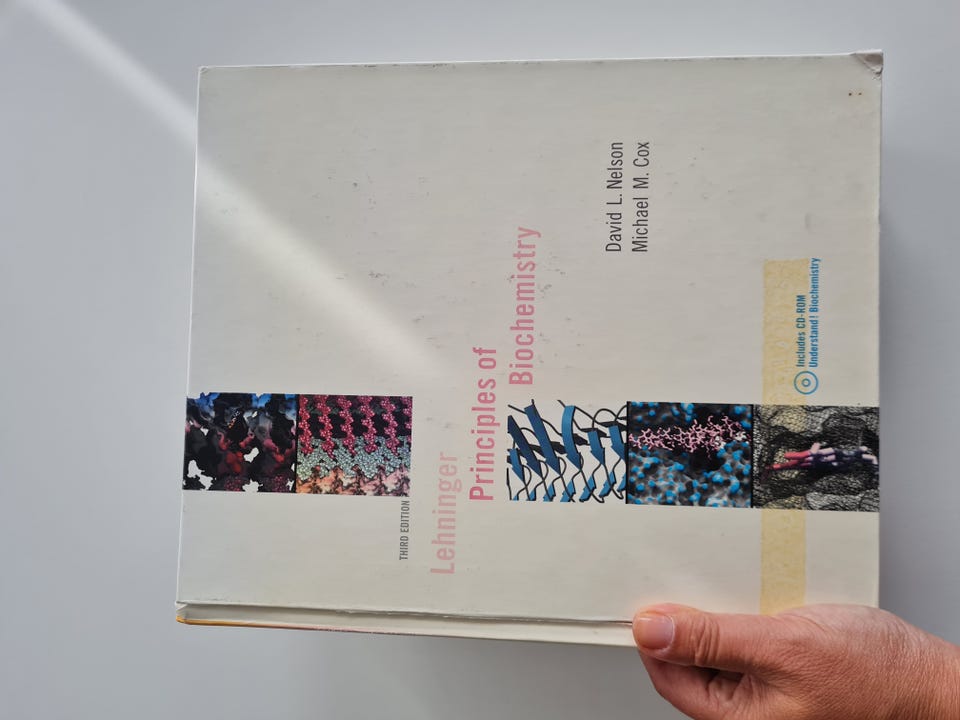 THIRD EDITION
Lehninger
Principles of
Biochemistry
David L. Nelson
Michael M. Cox
Includes CD-ROM
Understand! Biochemistry